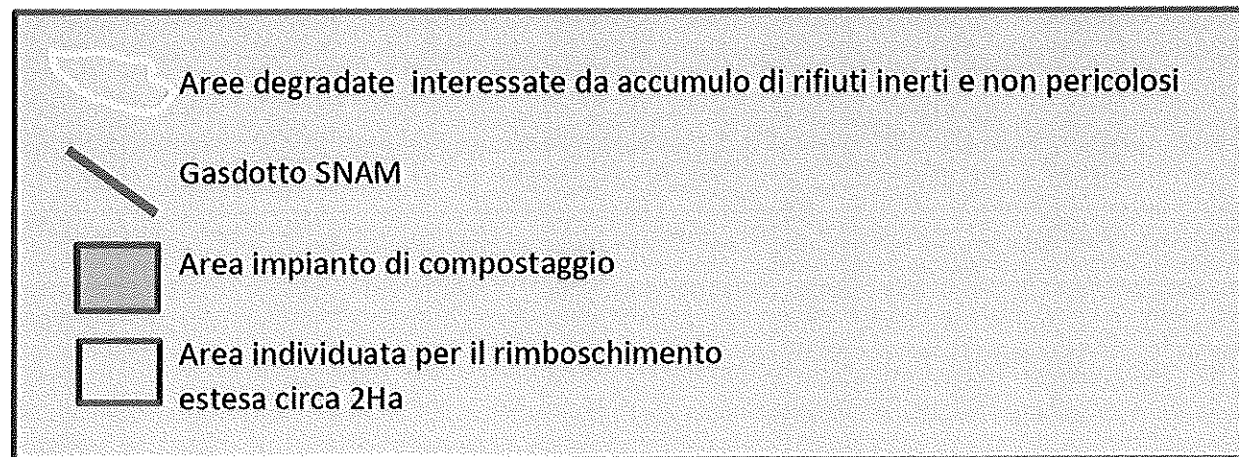 Aree degradate interessate da accumulo di rifiuti inerti e non pericolosi
Gasdotto SNAM
Area impianto di compostaggio
Area individuata per il rimboschimento
estesa circa 2Ha